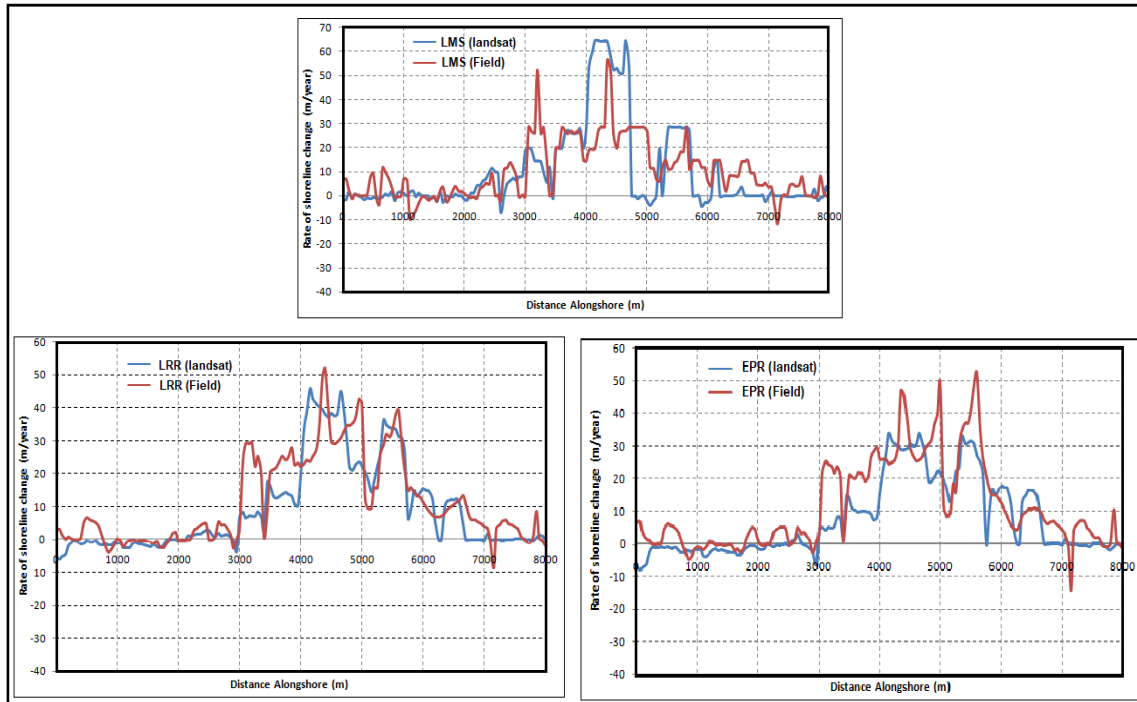 LMS (landsat)
LMS (Field)
Rate of shoreline change (m/year)
70
60
50
40
30
20
10
0
-10
-20
-30
-40
0 1000 2000 3000 4000 5000 6000 7000 8000
Distance Alongshore (m)
LRR (landsat)
LRR (Field)
Rate of shoreline change (m/year)
60
50
40
30
20
10
0
10
-20
-30
-40
0 1000 2000 3000 4000 5000 6000 7000 8000
Distance Alongshore (m)
EPR (landsat)
EPR (Field)
Rate of shoreline change (m/year)
60
50
40
30
20
10
0
-10
-20
-30
-40
0 1000 2000 3000 4000 5000 6000 7000 8000
Distance Alongshore (m)